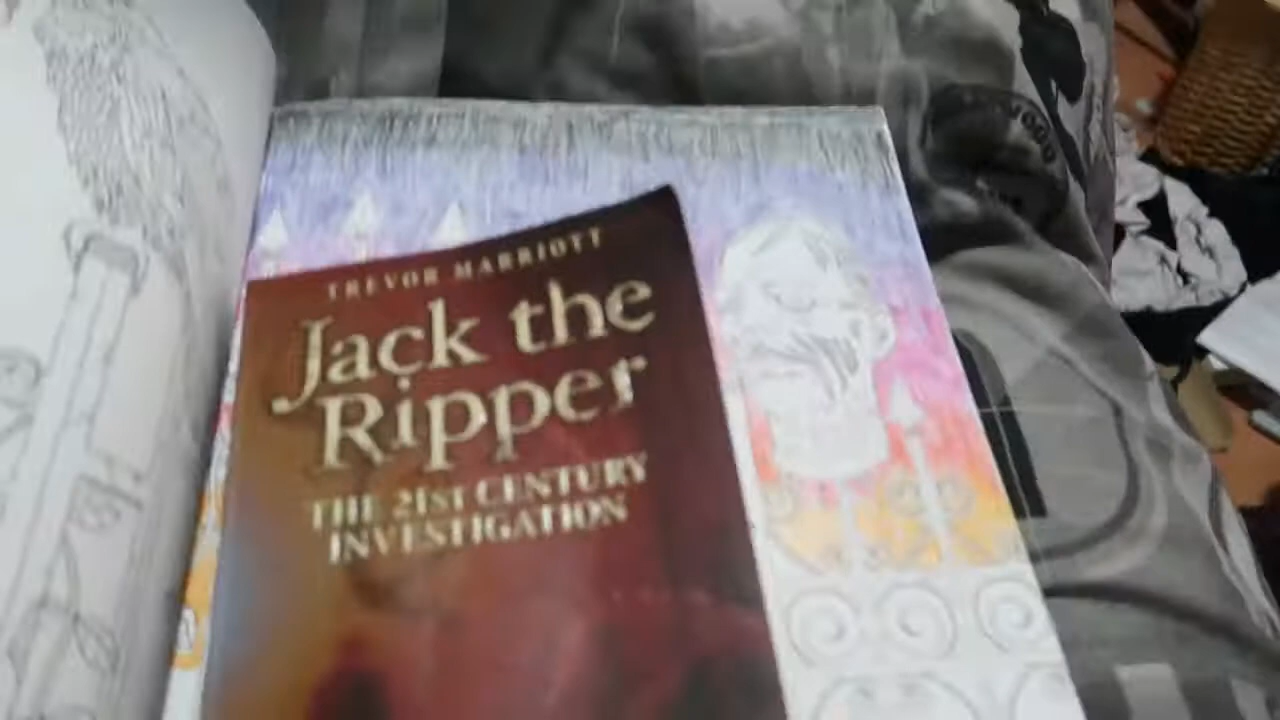 TREVOR MARRIOTT
Jack the
Ripper
THE 21ST CENTURY
INVESTIGATION